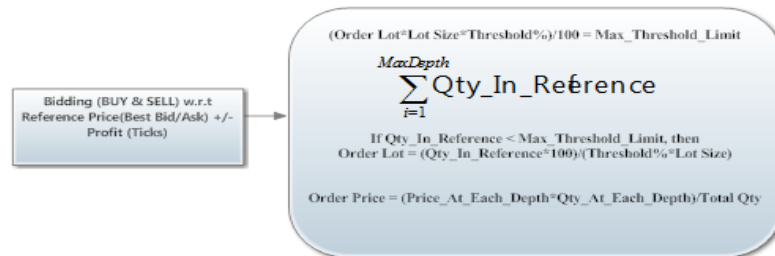 Bidding (BUY & SELL) w.r.t
Reference Price(Best Bid/Ask) +/-
Profit (Ticks)
(Order Lot*Lot Size*Threshold%)/100 = Max_Threshold_Limit
MaxDepth
∑ Qty_In_Reference
i=1
If Qty_In_Reference < Max_Threshold_Limit, then
Order Lot = (Qty_In_Reference*100)/(Threshold%*Lot Size)
Order Price = (Price_At_Each_Depth*Qty_At_Each_Depth)/Total Qty